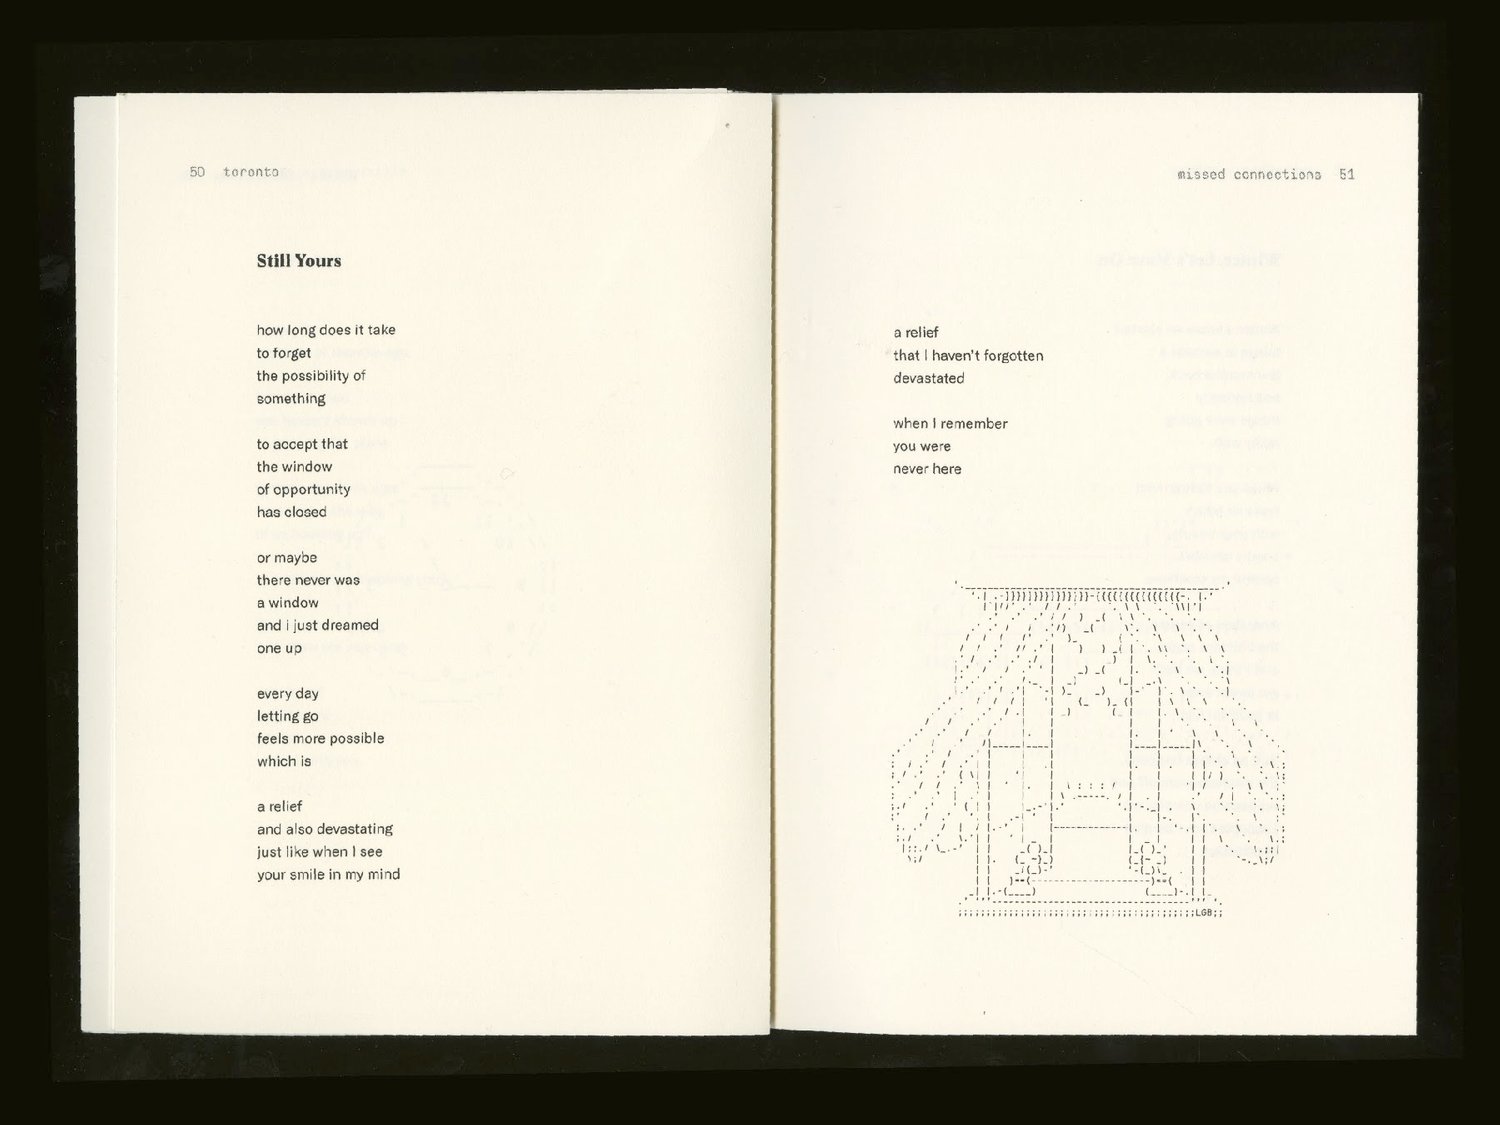 50 toronto
Still Yours
how long does it take
to forget
the possibility of
something
to accept that
the window
of opportunity
has closed
or maybe
there never was
a window
and i just dreamed
one up
every day
letting go
feels more possible
which is
a relief
and also devastating
just like when I see
your smile in my mind
missed connections 51
a relief
that I haven't forgotten
devastated
when I remember
you were
never here
LGB